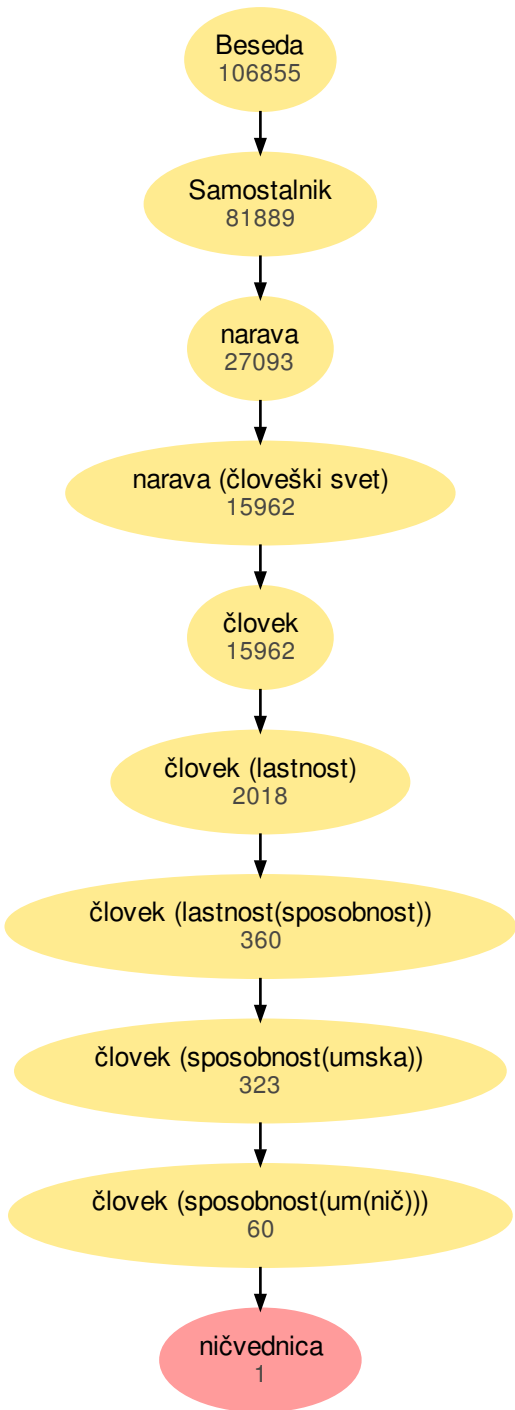 Beseda
106855
Samostalnik
81889
narava
27093
narava (človeški svet)
15962
človek
15962
človek (lastnost)
2018
človek (lastnost(sposobnost))
360
človek (sposobnost(umska))
323
človek (sposobnost(um(nič)))
60
ničvednica
1